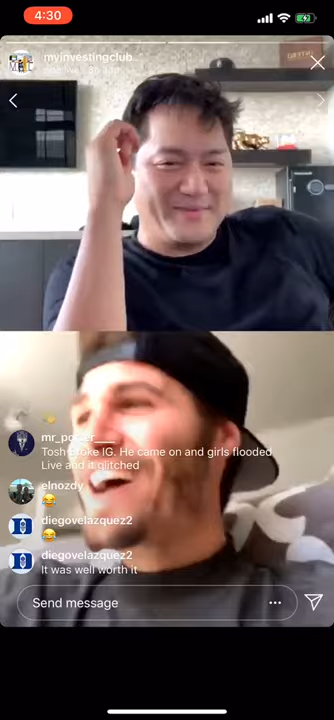 4:30
myinvestingclub
mr_po
Tosh broke IG. He came on and girls flooded
Live and it glitched
elnozdy
😂
diegovelazquez2
😂
diegovelazquez2
It was well worth it
Send message